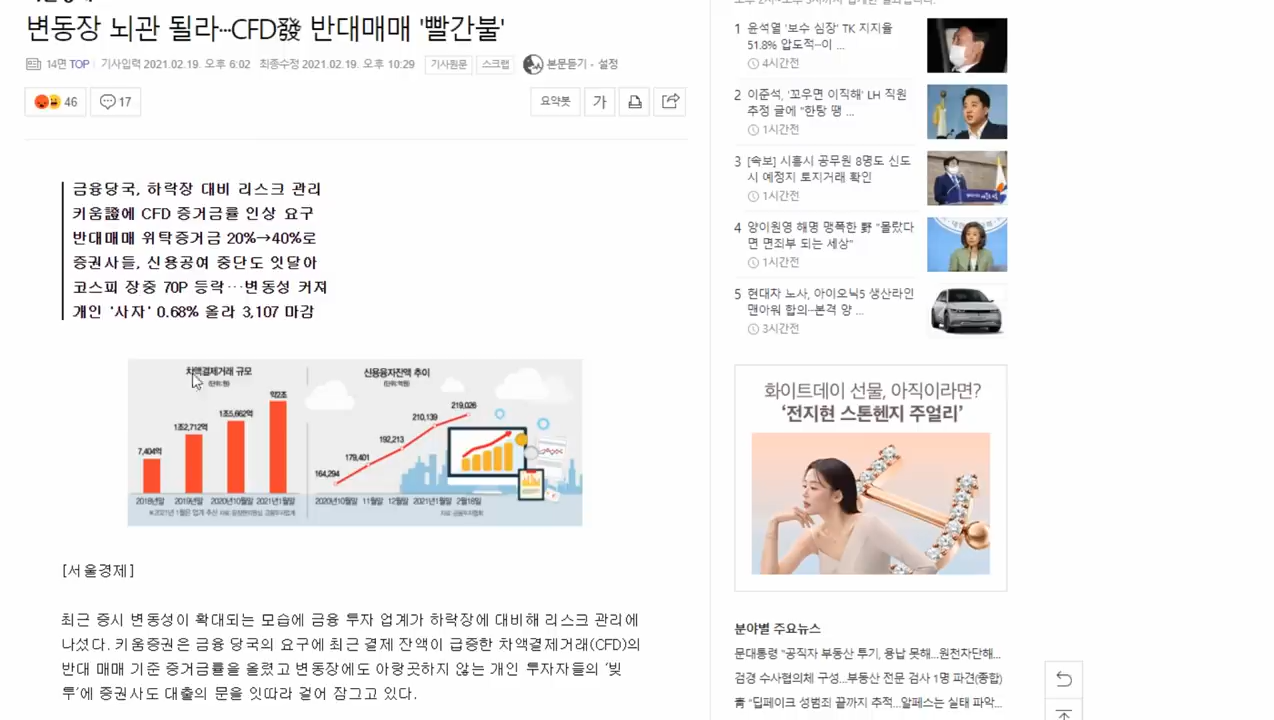 변동장 뇌관 될라…CFD發 반대매매 '빨간불'
14면 TOP 기사입력 2021.02.19. 오후 6:02 최종수정 2021.02.19. 오후 10:29 기사원문 스크랩 본문듣기 · 설정
46 17 요약봇 가
금융당국, 하락장 대비 리스크 관리
키움證에 CFD 증거금률 인상 요구
반대매매 위탁증거금 20%→40%로
증권사들, 신용공여 중단도 잇달아
코스피 장중 70P 등락…변동성 커져
개인 '사자' 0.68% 올라 3,107 마감
차액결제거래 규모
(단위:원)
7,404억
1조2,712억
1조5,662억
약2조
2018년말 2019년말 2020년10월말 2021년1월말
신용융자잔액 추이
(단위:억원)
164,294
179,401
192,213
210,139
219,026
2020년10월말 11월말 12월말 2021년1월말 2월18일
자료:금융투자협회
[서울경제]
최근 증시 변동성이 확대되는 모습에 금융 투자 업계가 하락장에 대비해 리스크 관리에
나섰다. 키움증권은 금융 당국의 요구에 최근 결제 잔액이 급증한 차액결제거래(CFD)의
반대 매매 기준 증거금률을 올렸고 변동장에도 아랑곳하지 않는 개인 투자자들의 '빚
투'에 증권사도 대출의 문을 잇따라 걸어 잠그고 있다.
1 윤석열 '보수 심장' TK 지지율
51.8% 압도적…이 ...
4시간전
2 이준석, '꼬우면 이직해' LH 직원
추정 글에 "한탕 땡 ...
1시간전
3 [속보] 시흥시 공무원 8명도 신도
시 예정지 토지거래 확인
1시간전
4 양이원영 해명 맹폭한 野 "몰랐다
면 면죄부 되는 세상"
1시간전
5 현대차 노사, 아이오닉5 생산라인
맨아워 합의…본격 양 ...
3시간전
화이트데이 선물, 아직이라면?
'전지현 스톤헨지 주얼리'
분야별 주요뉴스
문대통령 "공직자 부동산 투기, 용납 못해…원천차단해...
검경 수사협의체 구성…부동산 전문 검사 1명 파견(종합)
靑 "딥페이크 성범죄 끝까지 추적…알페스는 실태 파악...